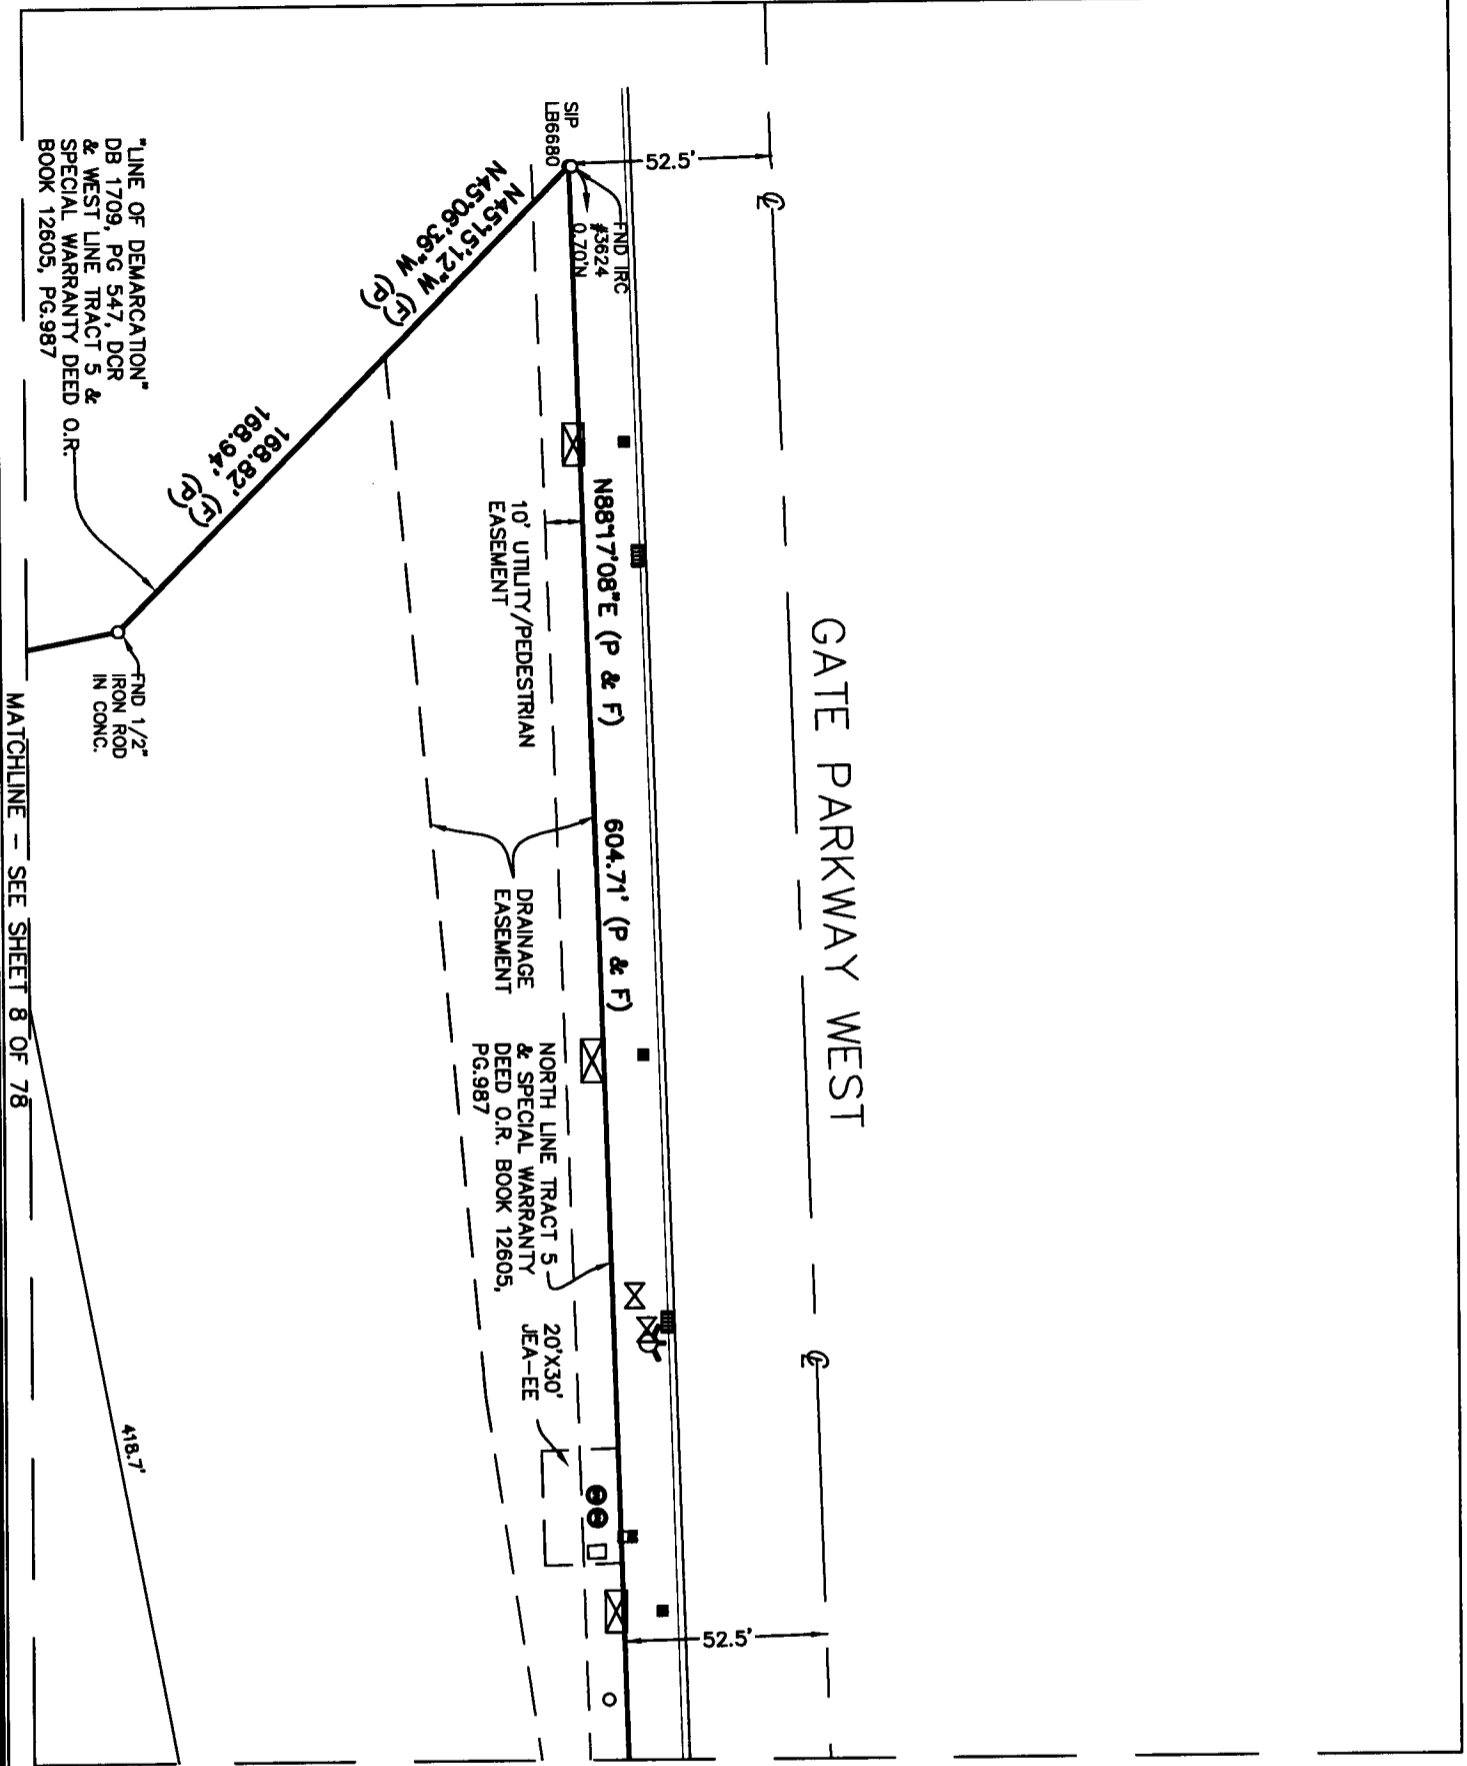 GATE PARKWAY WEST
℄
℄
52.5'
52.5'
SIP
LB6680
FND IRC
#3624
0.70'N
N88°17'08"E (P & F)
604.71' (P & F)
N45°15'12"W (F)
N45°06'36"W (P)
10' UTILITY/PEDESTRIAN
EASEMENT
DRAINAGE
EASEMENT
NORTH LINE TRACT 5
& SPECIAL WARRANTY
DEED O.R. BOOK 12605,
PG.987
20'X30'
JEA-EE
168.82' (F)
168.94' (P)
"LINE OF DEMARCATION"
DB 1709, PG 547, DCR
& WEST LINE TRACT 5 &
SPECIAL WARRANTY DEED O.R.
BOOK 12605, PG.987
FND 1/2"
IRON ROD
IN CONC.
418.7'
MATCHLINE - SEE SHEET 8 OF 78